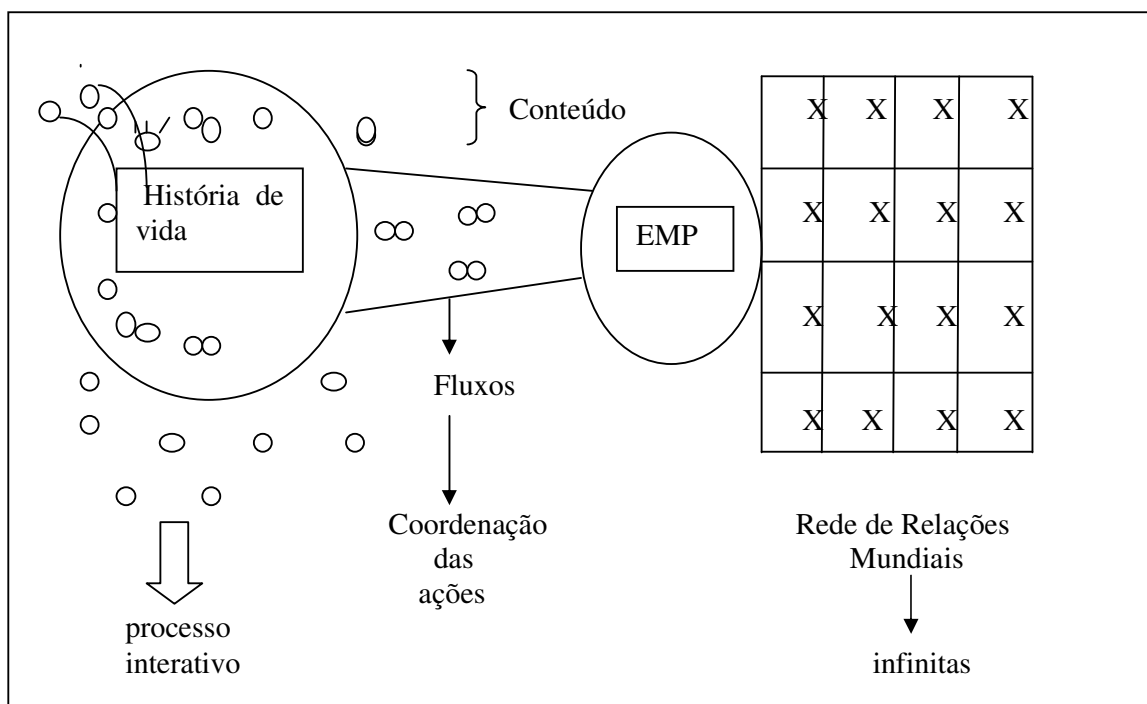 Conteúdo
História de
vida
EMP
X X X X
X X X X
X X X X
X X X X
Fluxos
Coordenação
das
ações
Rede de Relações
Mundiais
processo
interativo
infinitas